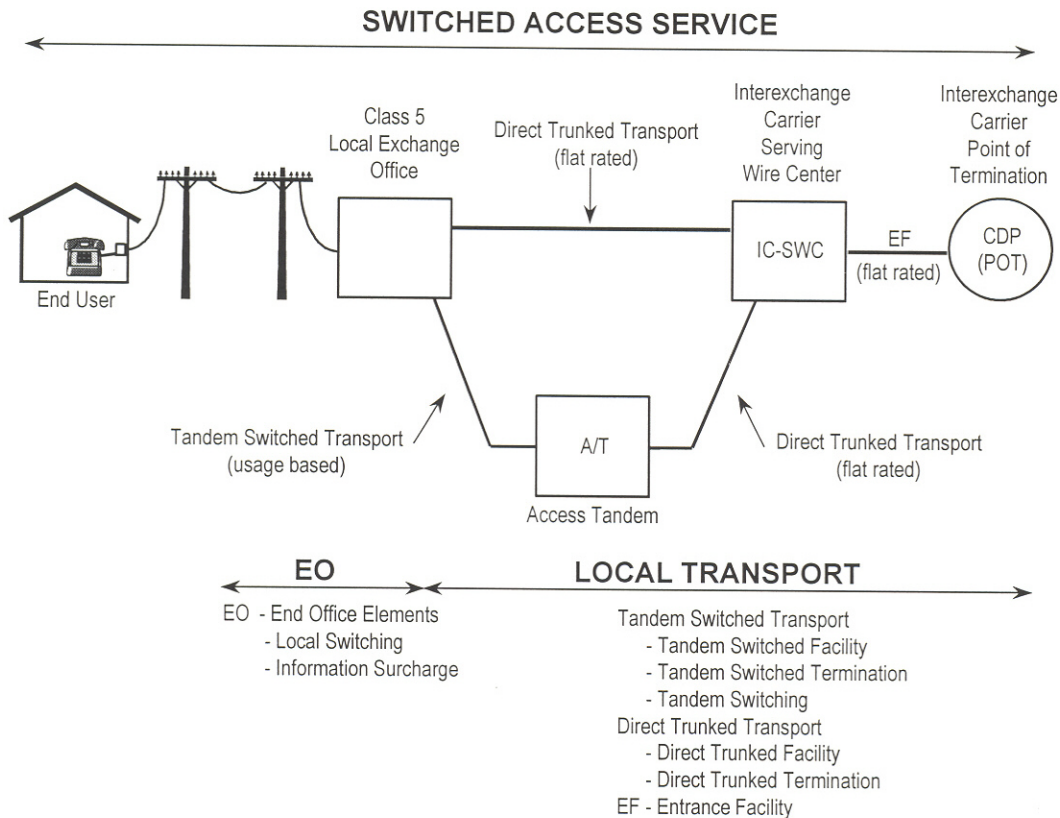 SWITCHED ACCESS SERVICE
Class 5
Local Exchange
Office
Direct Trunked Transport
(flat rated)
Interexchange
Carrier
Serving
Wire Center
Interexchange
Carrier
Point of
Termination
End User
IC-SWC
EF
(flat rated)
CDP
(POT)
Tandem Switched Transport
(usage based)
A/T
Access Tandem
Direct Trunked Transport
(flat rated)
EO
LOCAL TRANSPORT
EO - End Office Elements
- Local Switching
- Information Surcharge
Tandem Switched Transport
- Tandem Switched Facility
- Tandem Switched Termination
- Tandem Switching
Direct Trunked Transport
- Direct Trunked Facility
- Direct Trunked Termination
EF - Entrance Facility